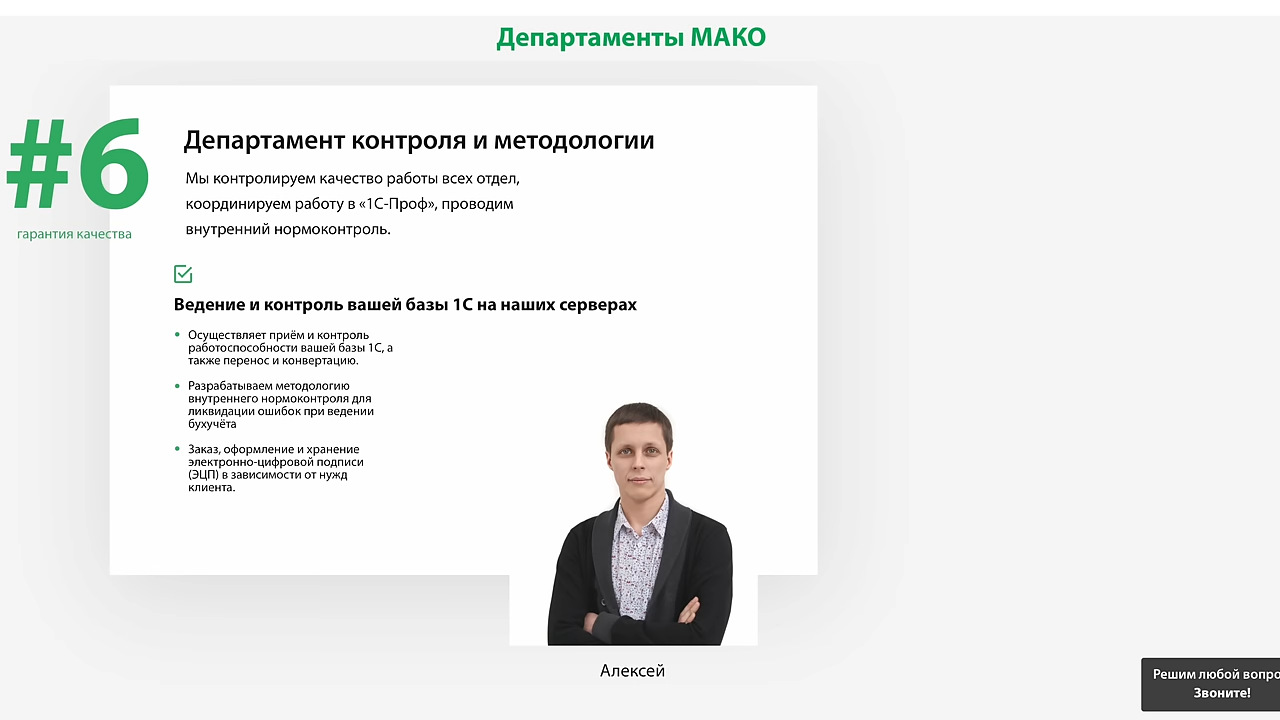 Департаменты МАКО
#6
гарантия качества
Департамент контроля и методологии
Мы контролируем качество работы всех отдел,
координируем работу в «1С-Проф», проводим
внутренний нормоконтроль.
Ведение и контроль вашей базы 1С на наших серверах
Осуществляет приём и контроль
работоспособности вашей базы 1С, а
также перенос и конвертацию.
Разрабатываем методологию
внутреннего нормоконтроля для
ликвидации ошибок при ведении
бухучёта
Заказ, оформление и хранение
электронно-цифровой подписи
(ЭЦП) в зависимости от нужд
клиента.
Алексей
Решим любой вопро
Звоните!